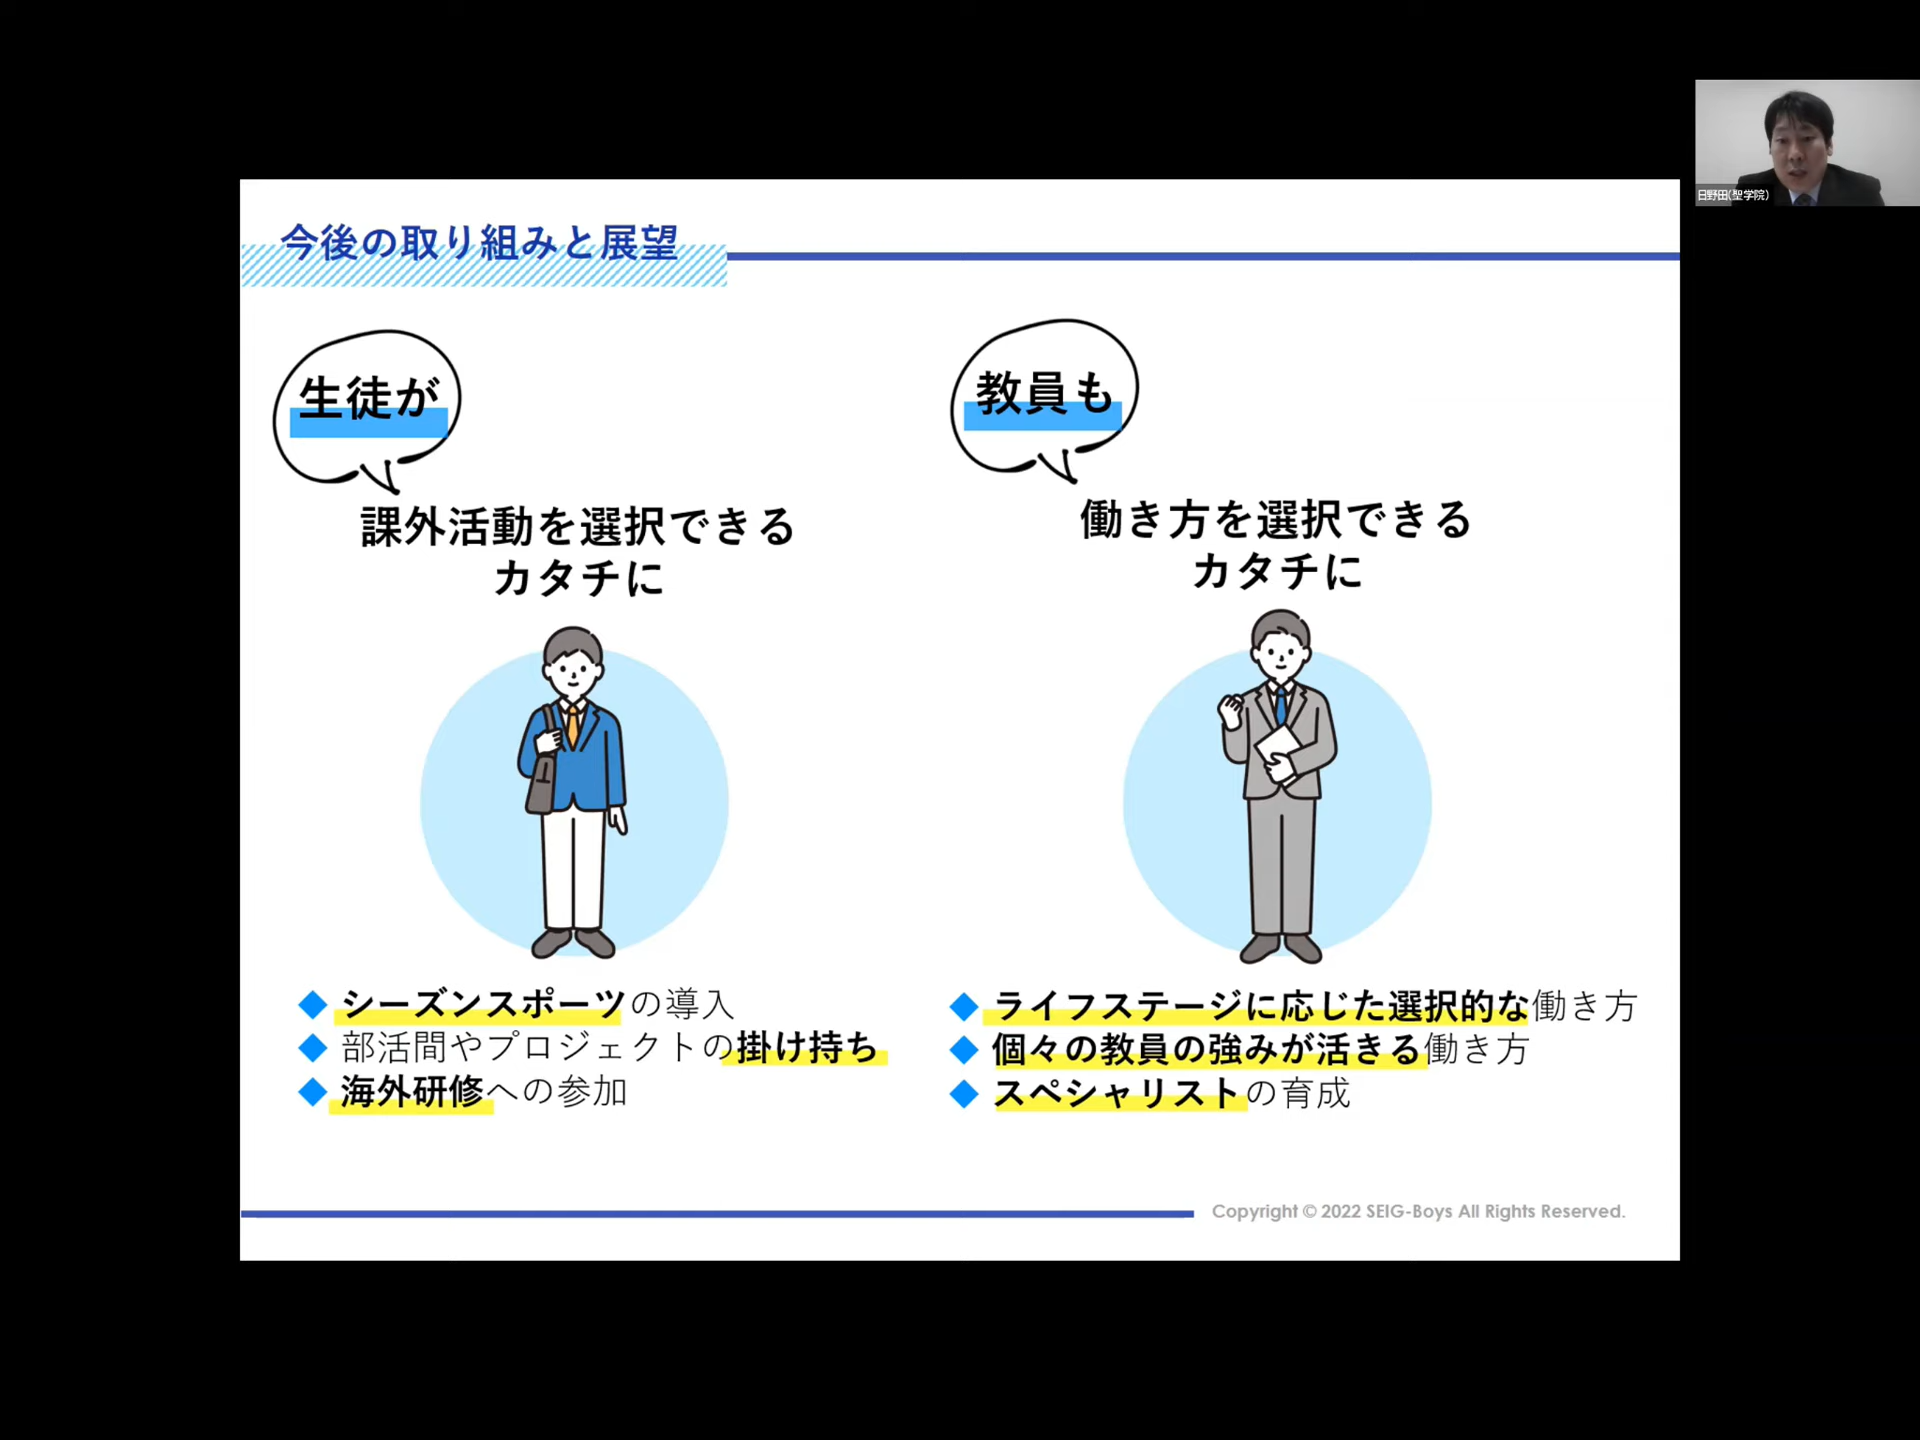 日野田(聖学院)
今後の取り組みと展望
生徒が
課外活動を選択できる
カタチに
シーズンスポーツの導入
部活間やプロジェクトの掛け持ち
海外研修への参加
教員も
働き方を選択できる
カタチに
ライフステージに応じた選択的な働き方
個々の教員の強みが活きる働き方
スペシャリストの育成
Copyright © 2022 SEIG-Boys All Rights Reserved.